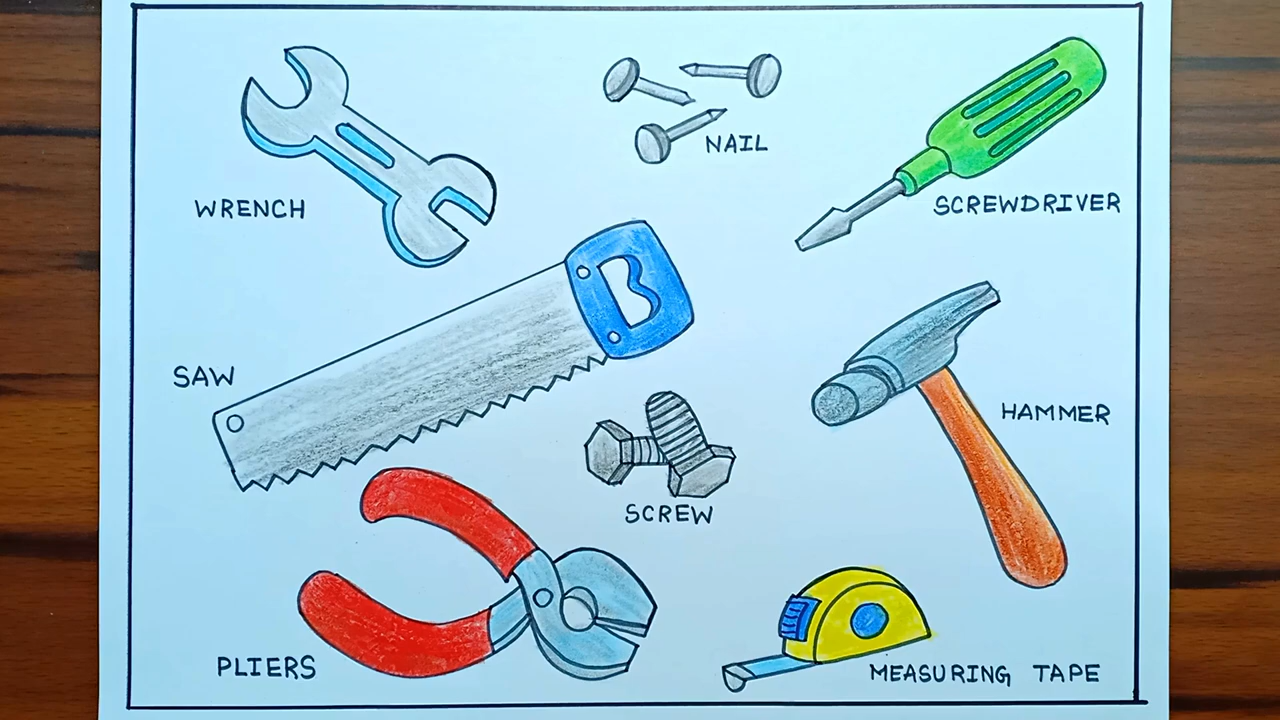 NAIL
WRENCH
SCREWDRIVER
SAW
HAMMER
SCREW
PLIERS
MEASURING TAPE